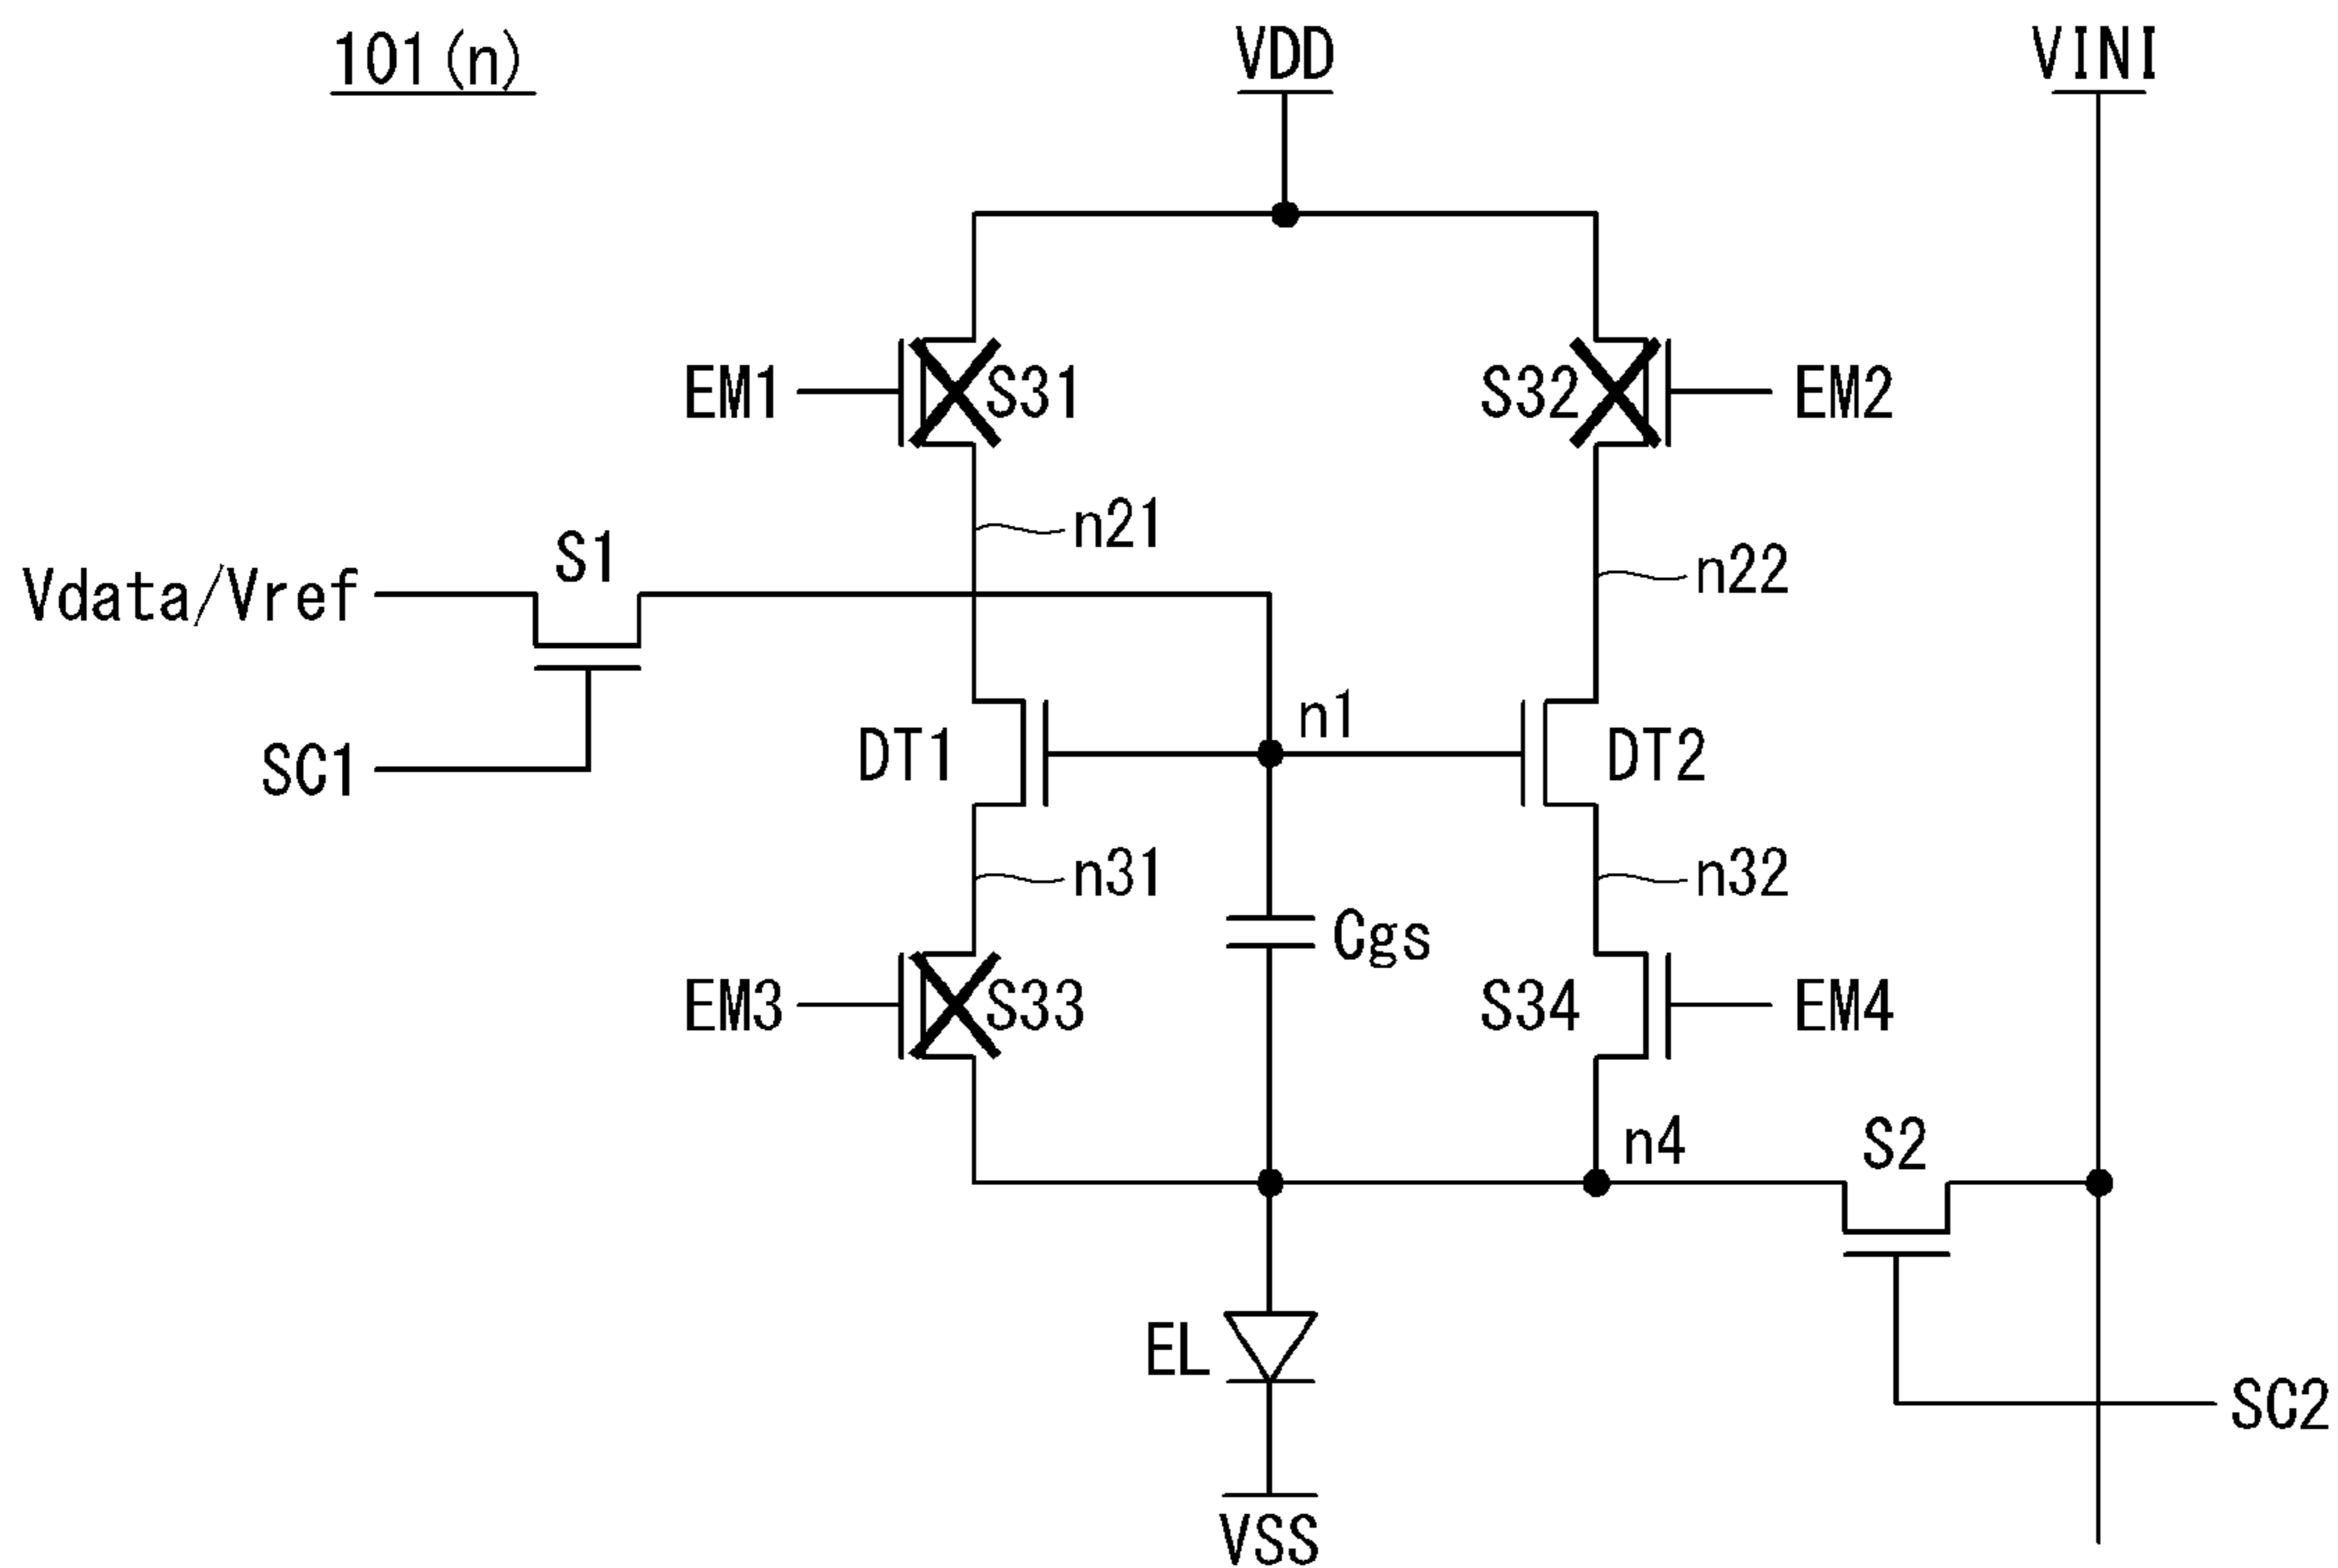 101(n)
VDD
VINI
EM1
S31
S32
EM2
n21
S1
n22
Vdata/Vref
n1
DT1
DT2
SC1
n31
n32
Cgs
EM3
S33
S34
EM4
n4
S2
EL
SC2
VSS